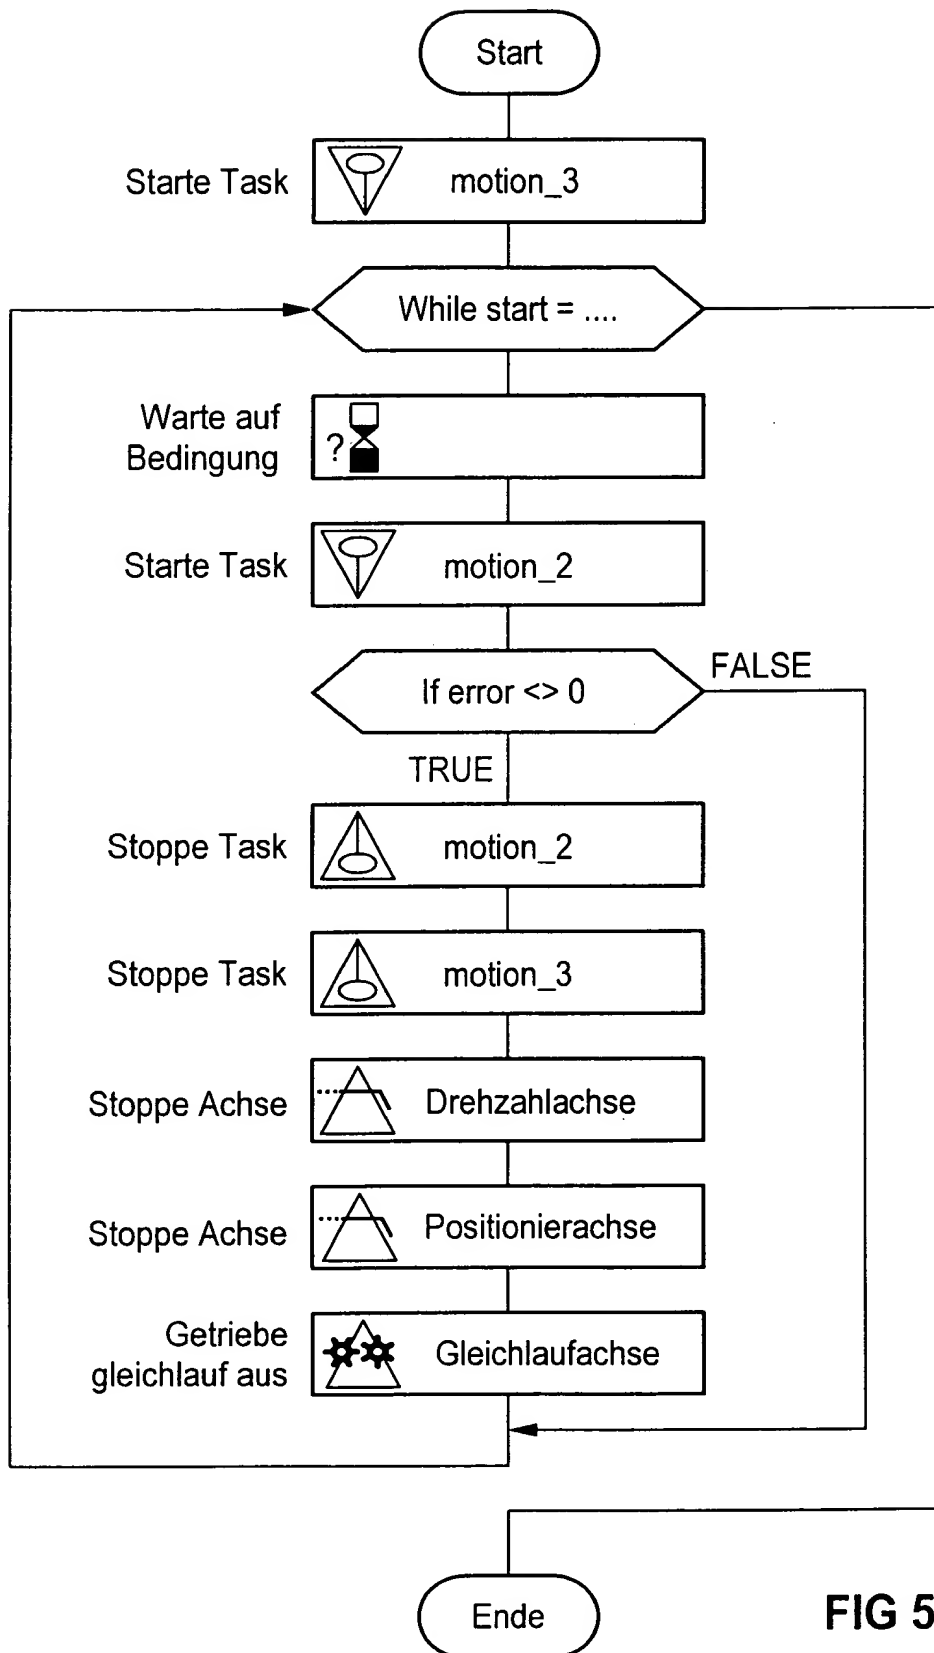 Start
Starte Task
motion_3
While start = ....
Warte auf
Bedingung
?
Starte Task
motion_2
If error <> 0
FALSE
TRUE
Stoppe Task
motion_2
Stoppe Task
motion_3
Stoppe Achse
Drehzahlachse
Stoppe Achse
Positionierachse
Getriebe
gleichlauf aus
Gleichlaufachse
Ende
FIG 5